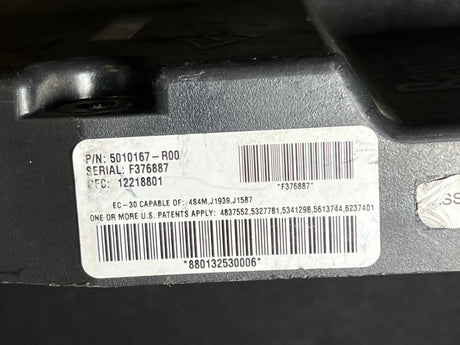 P/N: 5010167-R00
SERIAL: F376887
EC: 12218801
*F376887*
EC-30 CAPABLE OF: 4S4M,J1939,J1587
ONE OR MORE U.S. PATENTS APPLY: 4837552,5327781,5341298,5613744,6237401
*880132530006*